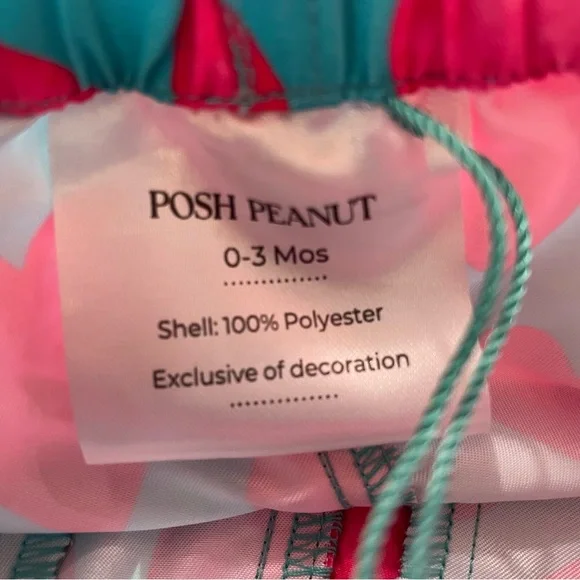 POSH PEANUT
0-3 Mos
Shell: 100% Polyester
Exclusive of decoration